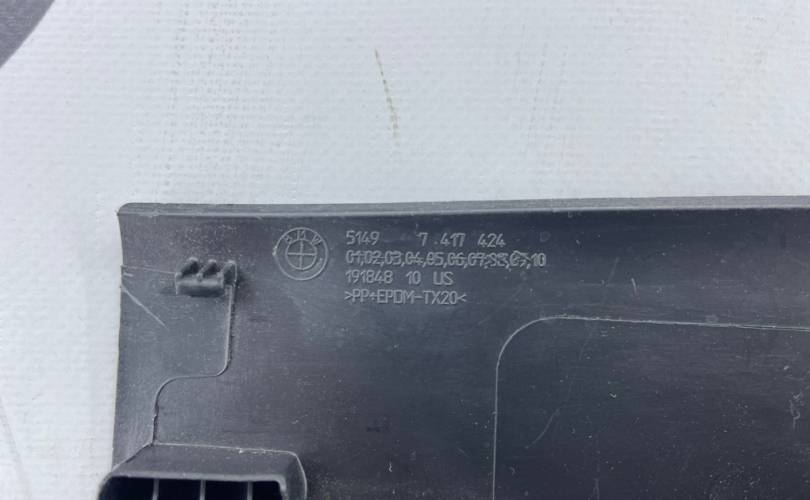 BMW
5149 7 417 424
01,02,03,04,05,06,07,08,09,10
191848 10 US
>PP+EPDM-TX20<